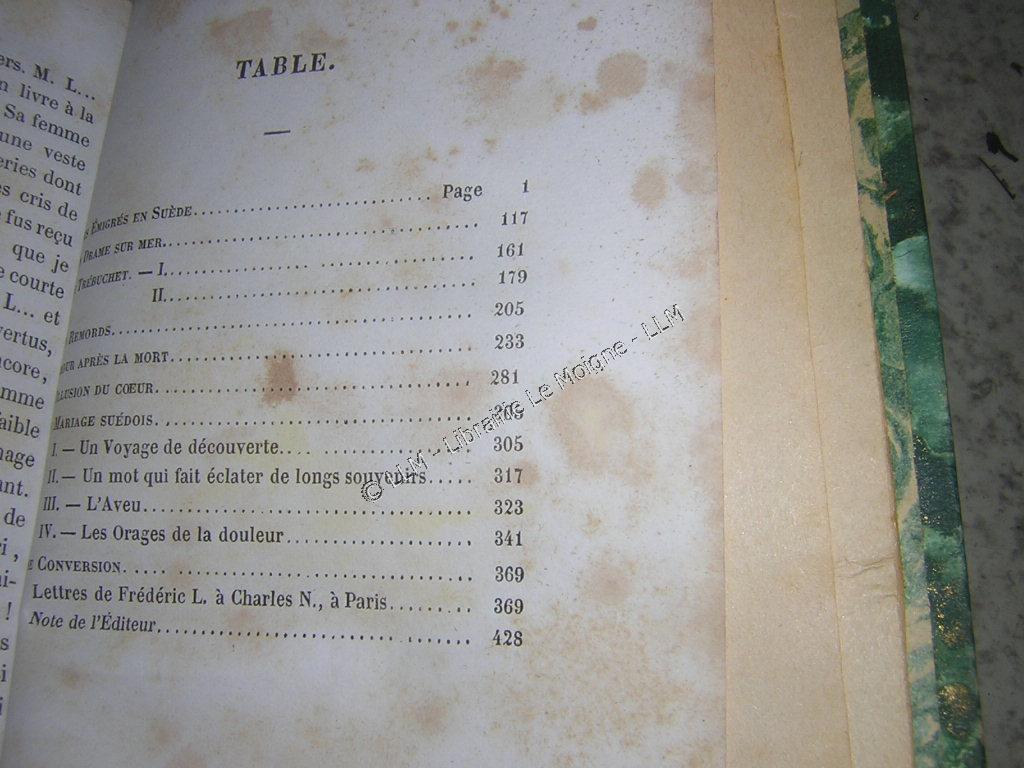 ers. M. L...
n livre à la
Sa femme
une veste
eries dont
s cris de
fus reçu
que je
e courte
L... et
vertus,
ncore,
mme
aible
nage
ant.
de
TABLE.
Page 1
ÉMIGRÉS EN SUÈDE
DRAME SUR MER. 117
TRÉBUCHET. — I. 161
II. 179
REMORDS. 205
APRÈS LA MORT 233
DU CŒUR. 281
MARIAGE SUÉDOIS.
I. — Un Voyage de découverte. 305
II. — Un mot qui fait éclater de longs souvenirs 317
III. — L'Aveu 323
IV. — Les Orages de la douleur 341
CONVERSION. 369
Lettres de Frédéric L. à Charles N., à Paris 369
Note de l'Éditeur 428
© LLM - Librairie Le Moigne - LLM